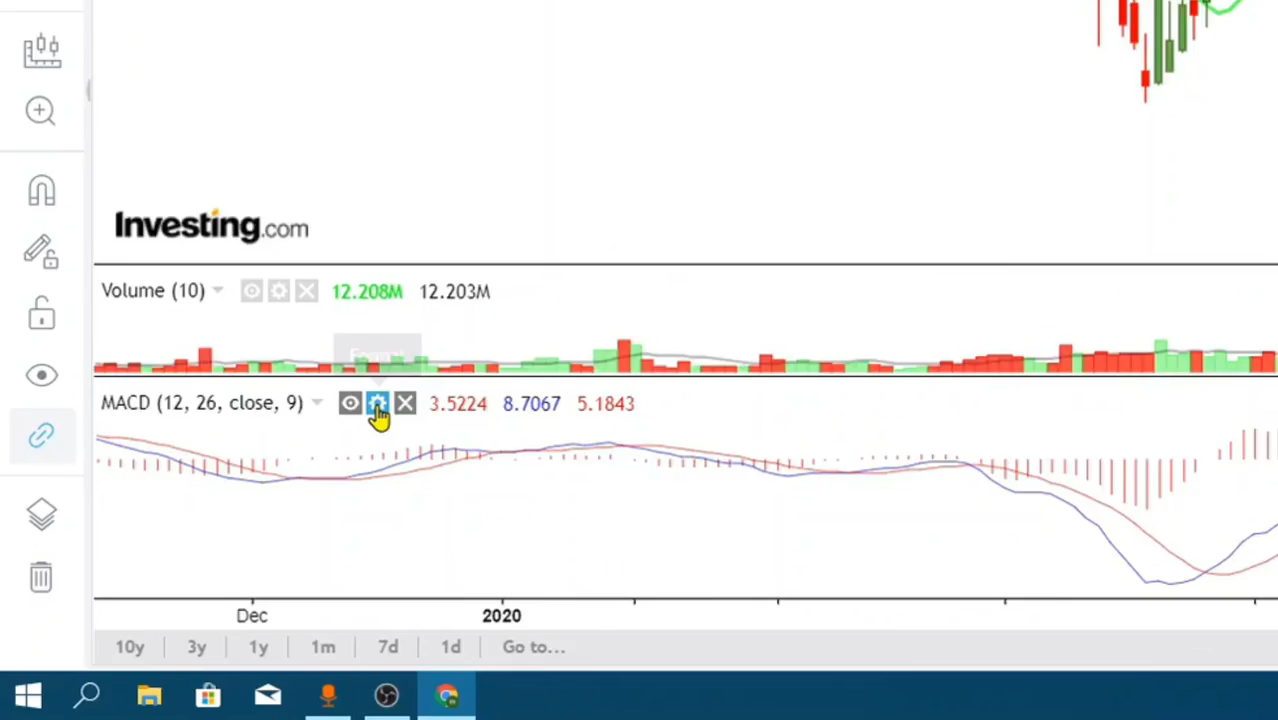 Investing.com
Volume (10) 12.208M 12.203M
MACD (12, 26, close, 9) 3.5224 8.7067 5.1843
Dec 2020
10y 3y 1y 1m 7d 1d Go to...